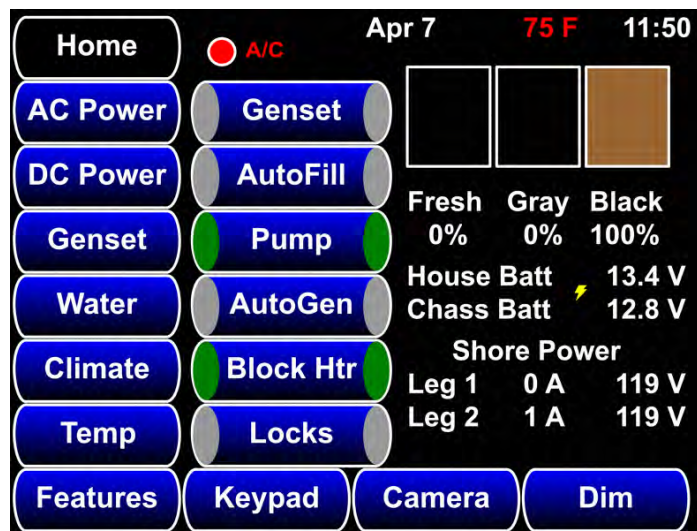 Apr 7 75 F 11:50
Home
A/C
AC Power
DC Power
Genset
Water
Climate
Temp
Genset
AutoFill
Pump
AutoGen
Block Htr
Locks
Fresh Gray Black
0% 0% 100%
House Batt 13.4 V
Chass Batt 12.8 V
Shore Power
Leg 1 0 A 119 V
Leg 2 1 A 119 V
Features Keypad Camera Dim